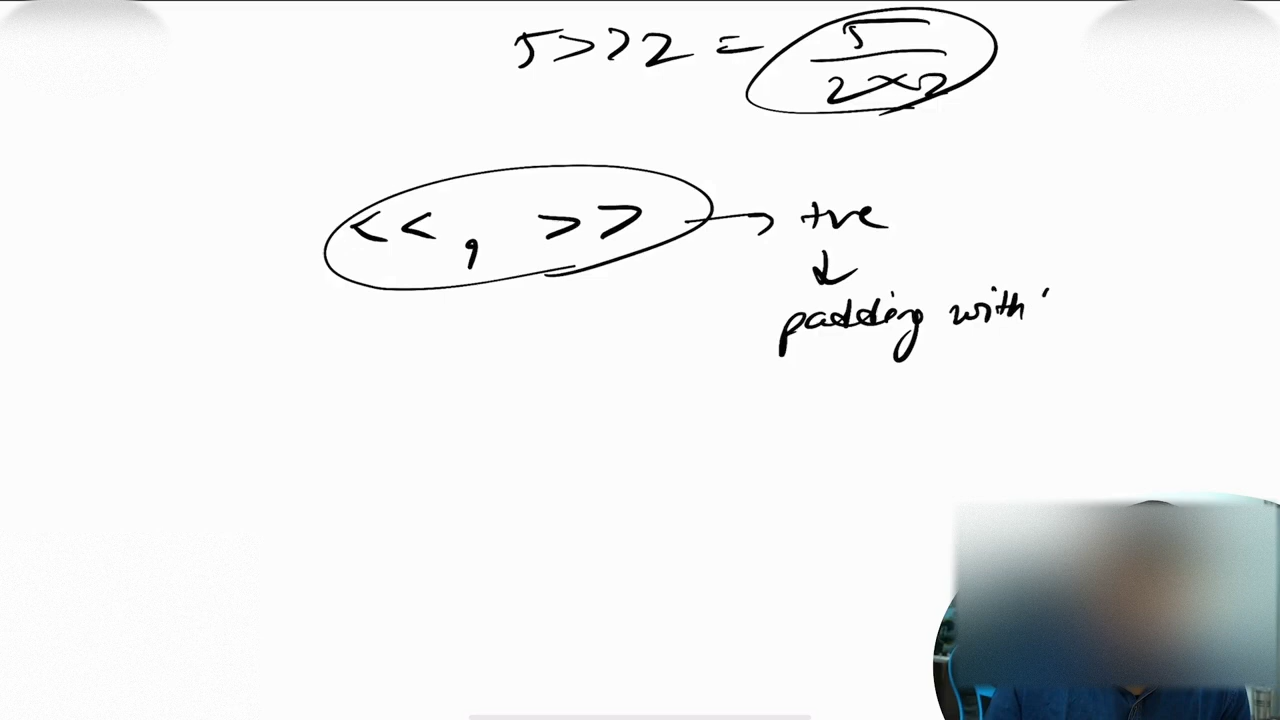 5>>2 = 5/2×2
<< , >> → +ve
↓
padding with '